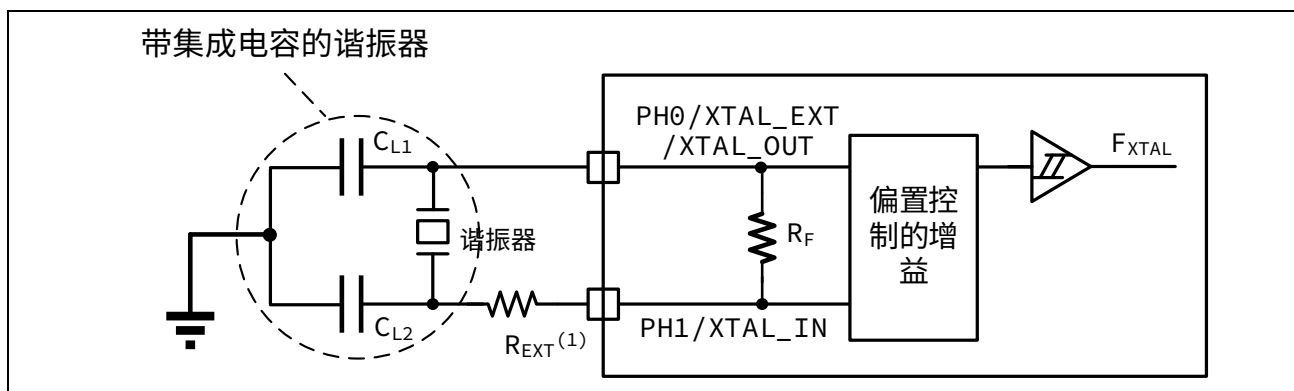 带集成电容的谐振器
CL1
谐振器
CL2
REXT(1)
PH0/XTAL_EXT
/XTAL_OUT
RF
PH1/XTAL_IN
偏置控
制的增
益
FXTAL